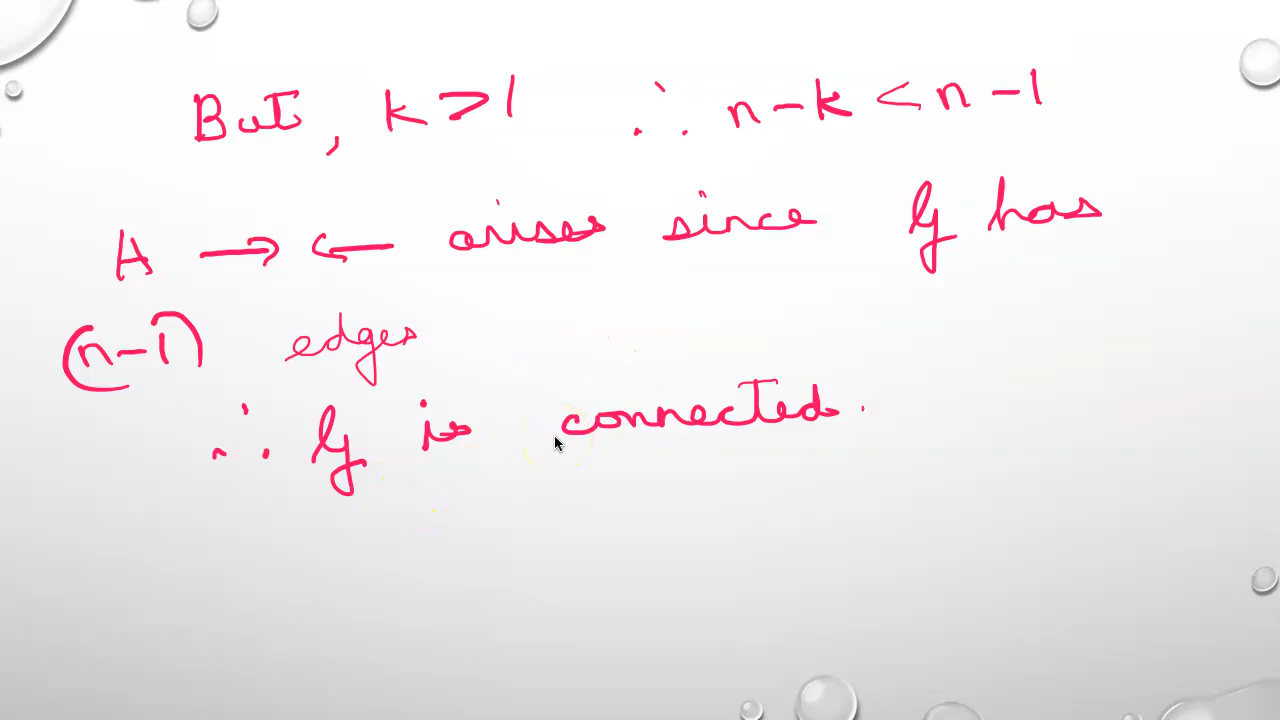 But, k > 1 ∴ n - k < n - 1
A → ← arises since G has
(n-1) edges
∴ G is connected.